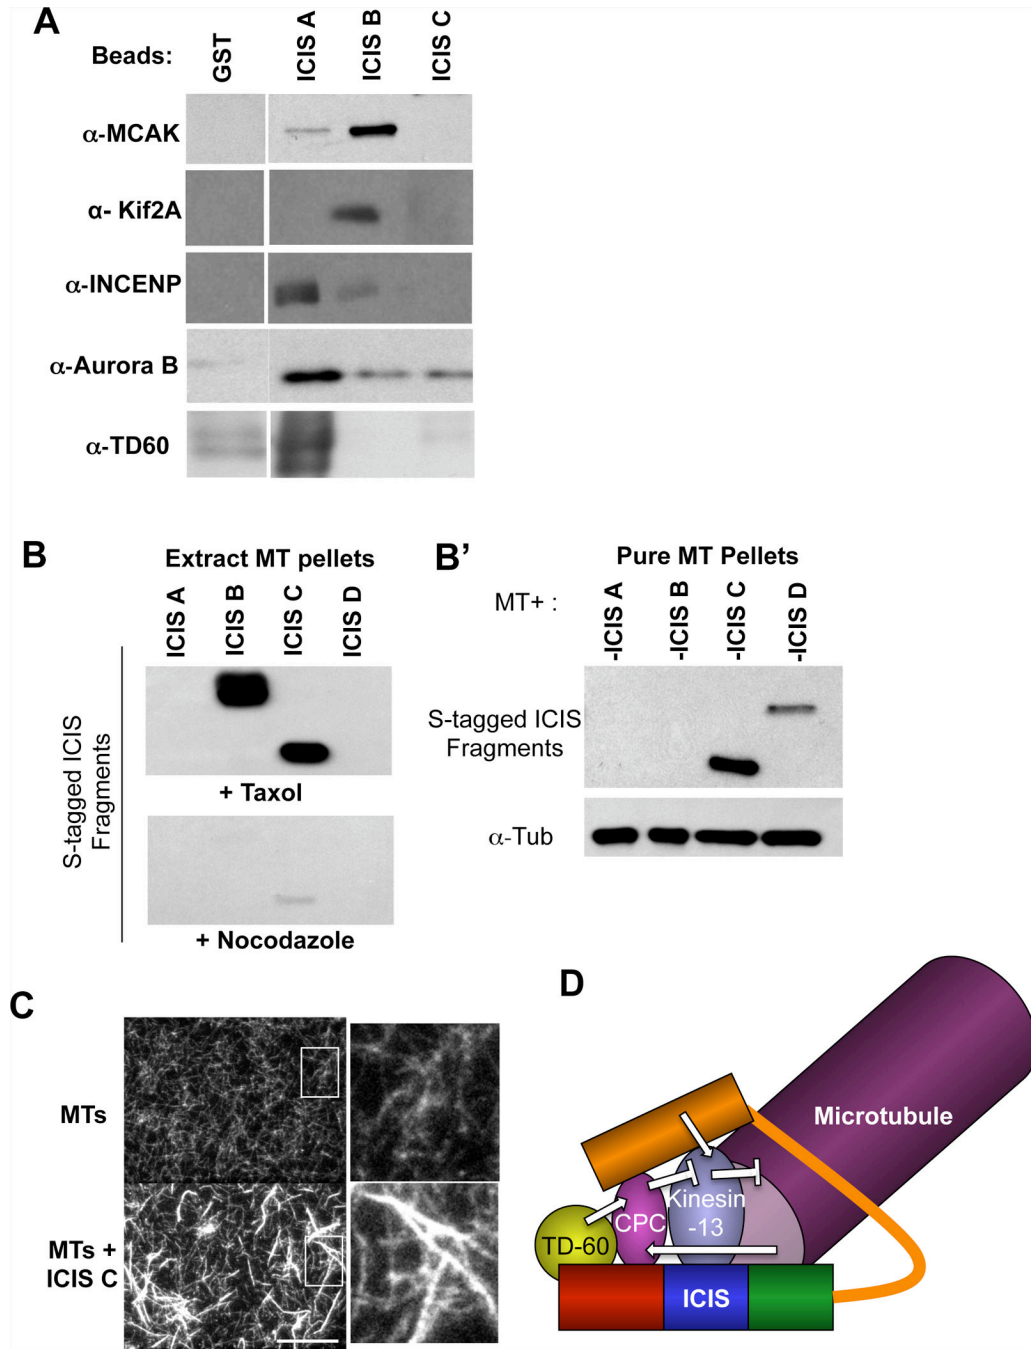 A
Beads:
GST
ICIS A
ICIS B
ICIS C
α-MCAK
α- Kif2A
α-INCENP
α-Aurora B
α-TD60
B
Extract MT pellets
ICIS A
ICIS B
ICIS C
ICIS D
S-tagged ICIS
Fragments
+ Taxol
+ Nocodazole
B’
Pure MT Pellets
MT+ :
-ICIS A
-ICIS B
-ICIS C
-ICIS D
S-tagged ICIS
Fragments
α-Tub
C
MTs
MTs +
ICIS C
D
Microtubule
Kinesin
-13
CPC
TD-60
ICIS